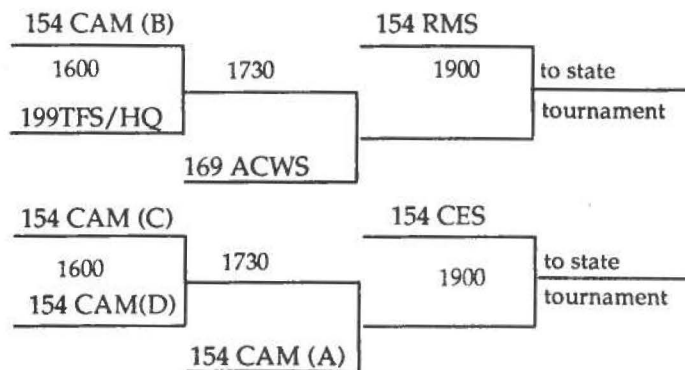 154 CAM (B)
154 RMS
1600
1730
1900
to state
199TFS/HQ
tournament
169 ACWS
154 CAM (C)
154 CES
1600
1730
1900
to state
154 CAM(D)
tournament
154 CAM (A)